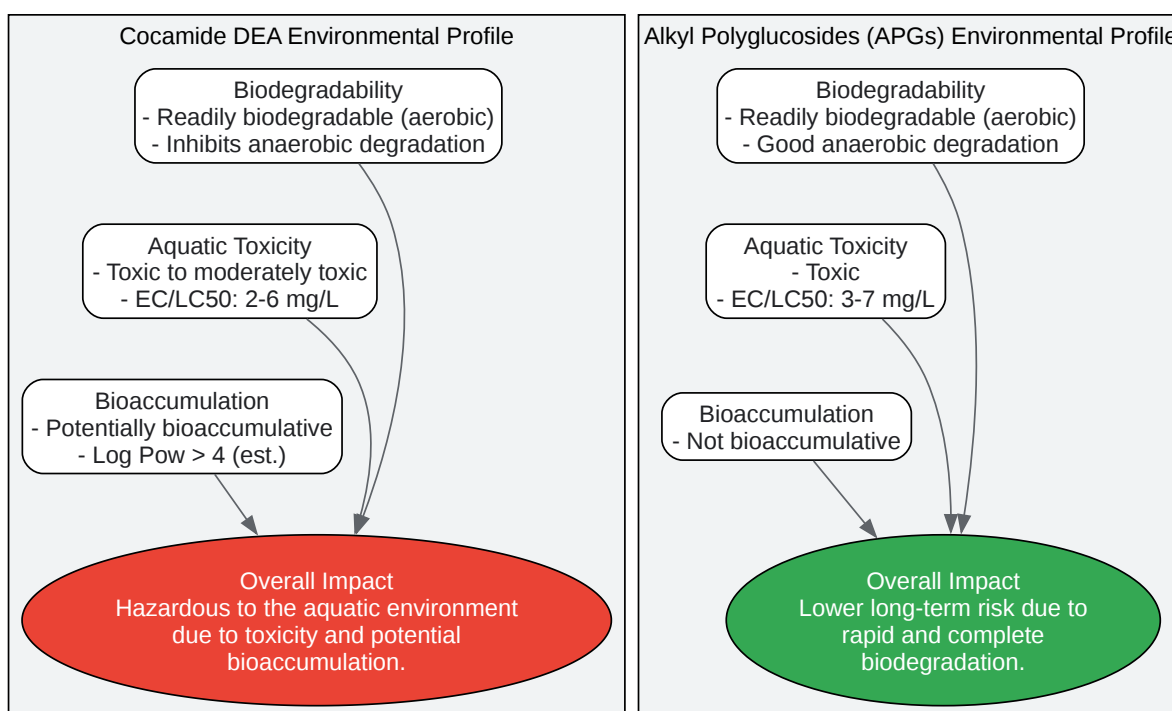 Cocamide DEA Environmental Profile
Biodegradability
- Readily biodegradable (aerobic)
- Inhibits anaerobic degradation
Aquatic Toxicity
- Toxic to moderately toxic
- EC/LC50: 2-6 mg/L
Bioaccumulation
- Potentially bioaccumulative
- Log Pow > 4 (est.)
Overall Impact
Hazardous to the aquatic environment
due to toxicity and potential
bioaccumulation.
Alkyl Polyglucosides (APGs) Environmental Profile
Biodegradability
- Readily biodegradable (aerobic)
- Good anaerobic degradation
Aquatic Toxicity
- Toxic
- EC/LC50: 3-7 mg/L
Bioaccumulation
- Not bioaccumulative
Overall Impact
Lower long-term risk due to
rapid and complete
biodegradation.